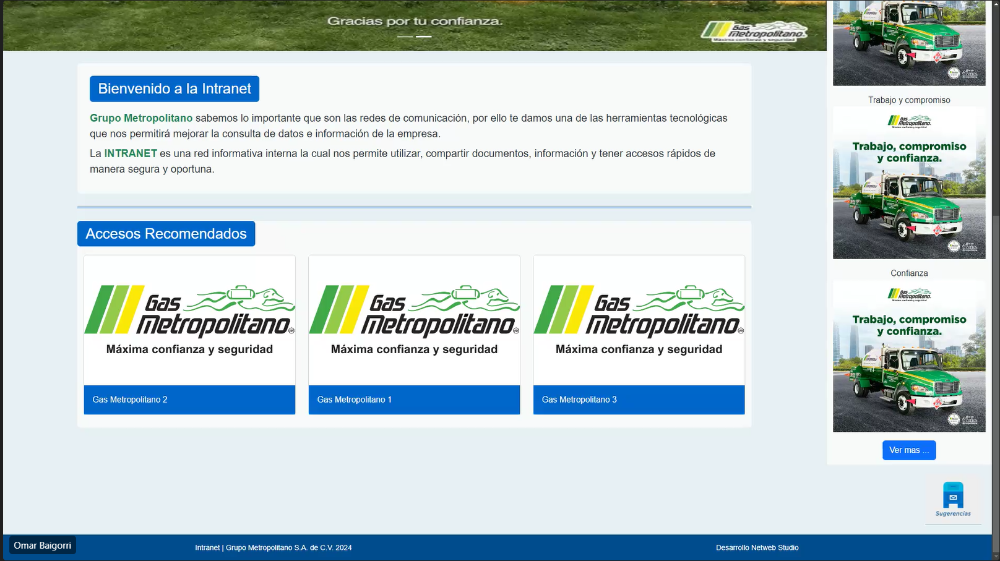 Gracias por tu confianza.
Gas
Metropolitano
Máxima confianza y seguridad
Bienvenido a la Intranet
Grupo Metropolitano sabemos lo importante que son las redes de comunicación, por ello te damos una de las herramientas tecnológicas
que nos permitirá mejorar la consulta de datos e información de la empresa.
La INTRANET es una red informativa interna la cual nos permite utilizar, compartir documentos, información y tener accesos rápidos de
manera segura y oportuna.
Accesos Recomendados
Gas
Metropolitano
Máxima confianza y seguridad
Gas Metropolitano 2
Gas
Metropolitano
Máxima confianza y seguridad
Gas Metropolitano 1
Gas
Metropolitano
Máxima confianza y seguridad
Gas Metropolitano 3
Trabajo y compromiso
Gas
Metropolitano
Máxima confianza y seguridad
Trabajo, compromiso
y confianza.
Confianza
Gas
Metropolitano
Máxima confianza y seguridad
Trabajo, compromiso
y confianza.
Ver mas ...
Sugerencias
Omar Baigorri
Intranet | Grupo Metropolitano S.A. de C.V. 2024
Desarrollo Netweb Studio